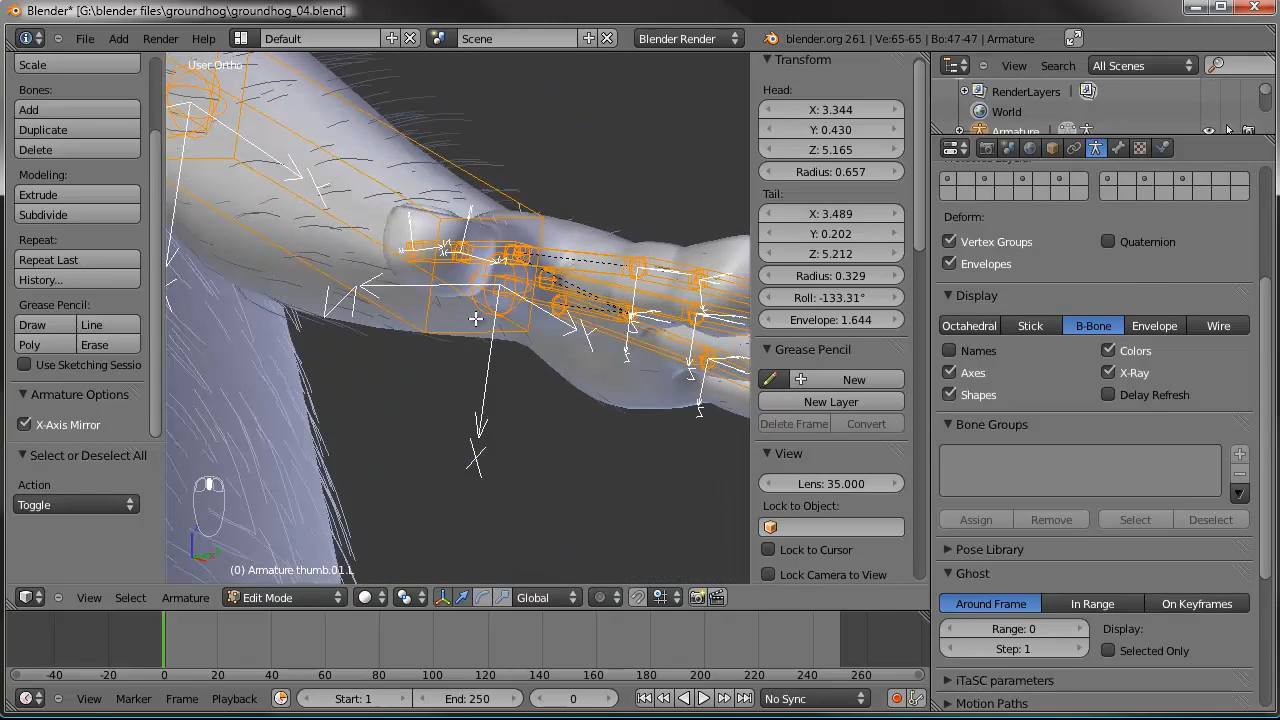 Blender* [G:\blender files\groundhog\groundhog_04.blend]
File Add Render Help Default Scene Blender Render blender.org 261 | Ve:65-65 | Bo:47-47 | Armature
Scale
Bones:
Add
Duplicate
Delete
Modeling:
Extrude
Subdivide
Repeat:
Repeat Last
History...
Grease Pencil:
Draw Line
Poly Erase
Use Sketching Sessio
Armature Options
X-Axis Mirror
Select or Deselect All
Action
Toggle
User Ortho
X
(0) Armature thumb.01.L
Transform
Head:
X: 3.344
Y: 0.430
Z: 5.165
Radius: 0.657
Tail:
X: 3.489
Y: 0.202
Z: 5.212
Radius: 0.329
Roll: -133.31°
Envelope: 1.644
Grease Pencil
New
New Layer
Delete Frame Convert
View
Lens: 35.000
Lock to Object:
Lock to Cursor
Lock Camera to View
View Search All Scenes
RenderLayers
World
Armature
Deform:
Vertex Groups Quaternion
Envelopes
Display
Octahedral Stick B-Bone Envelope Wire
Names Colors
Axes X-Ray
Shapes Delay Refresh
Bone Groups
Assign Remove Select Deselect
Pose Library
Ghost
Around Frame In Range On Keyframes
Range: 0 Display:
Step: 1 Selected Only
iTaSC parameters
Motion Paths
View Select Armature Edit Mode Global
-40 -20 0 20 40 60 80 100 120 140 160 180 200 220 240 260
View Marker Frame Playback Start: 1 End: 250 0 No Sync